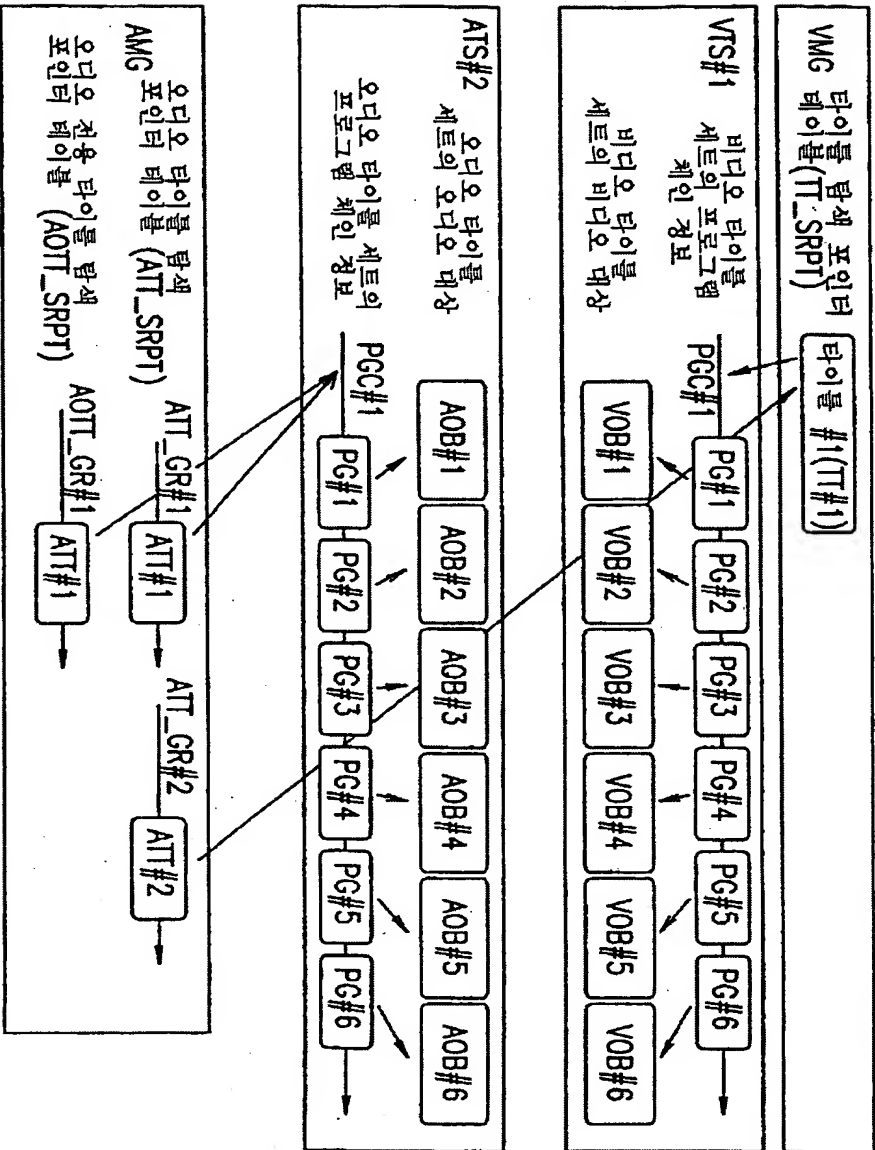 VMG 타이틀 탐색 포인터
테이블(TT_SRPT)
타이틀 #1(TT#1)
VTS#1
비디오 타이틀
세트의 프로그램
체인 정보
PGC#1
PG#1
PG#2
PG#3
PG#4
PG#5
PG#6
비디오 타이틀
세트의 비디오 대상
VOB#1
VOB#2
VOB#3
VOB#4
VOB#5
VOB#6
ATS#2
오디오 타이틀
세트의 오디오 대상
AOB#1
AOB#2
AOB#3
AOB#4
AOB#5
AOB#6
오디오 타이틀 세트의
프로그램 체인 정보
PGC#1
PG#1
PG#2
PG#3
PG#4
PG#5
PG#6
AMG
오디오 타이틀 탐색
포인터 테이블 (ATT_SRPT)
ATT_GR#1
ATT#1
ATT_GR#2
ATT#2
오디오 전용 타이틀 탐색
포인터 테이블 (AOTT_SRPT)
AOTT_GR#1
ATT#1